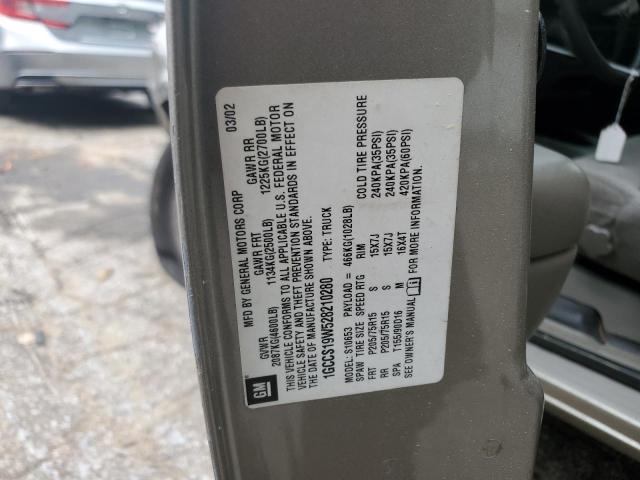 GM
MFD BY GENERAL MOTORS CORP 03/02
GVWR GAWR FRT GAWR RR
2087KG(4600LB) 1134KG(2500LB) 1225KG(2700LB)
THIS VEHICLE CONFORMS TO ALL APPLICABLE U.S. FEDERAL MOTOR
VEHICLE SAFETY AND THEFT PREVENTION STANDARDS IN EFFECT ON
THE DATE OF MANUFACTURE SHOWN ABOVE.
1GCCS19W528210280 TYPE: TRUCK
MODEL: S10653 PAYLOAD = 466KG(1028LB)
SPAW TIRE SIZE SPEED RTG RIM COLD TIRE PRESSURE
FRT P205/75R15 S 15X7J 240KPA(35PSI)
RR P205/75R15 S 15X7J 240KPA(35PSI)
SPA T155/90D16 M 16X4T 420KPA(60PSI)
SEE OWNER'S MANUAL FOR MORE INFORMATION.